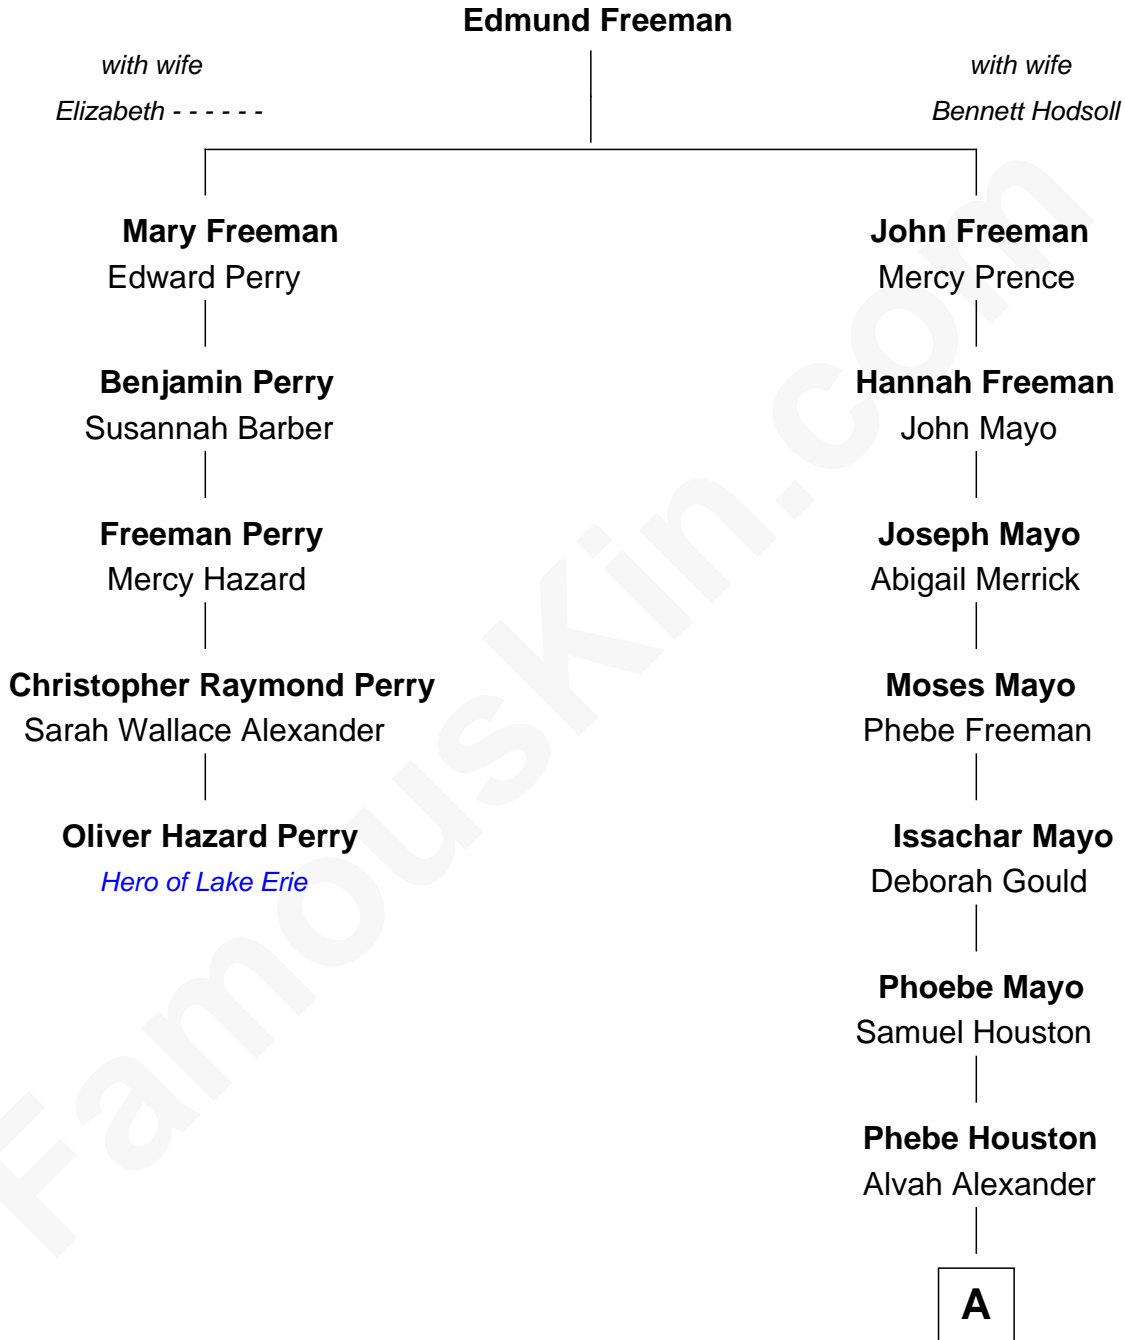 Edmund Freeman
with wife
Elizabeth - - - - - -
with wife
Bennett Hodsoll
Mary Freeman
Edward Perry
John Freeman
Mercy Prence
Benjamin Perry
Susannah Barber
Hannah Freeman
John Mayo
Freeman Perry
Mercy Hazard
Joseph Mayo
Abigail Merrick
Christopher Raymond Perry
Sarah Wallace Alexander
Moses Mayo
Phebe Freeman
Oliver Hazard Perry
Hero of Lake Erie
Issachar Mayo
Deborah Gould
Phoebe Mayo
Samuel Houston
Phebe Houston
Alvah Alexander
A
FamousKin.com